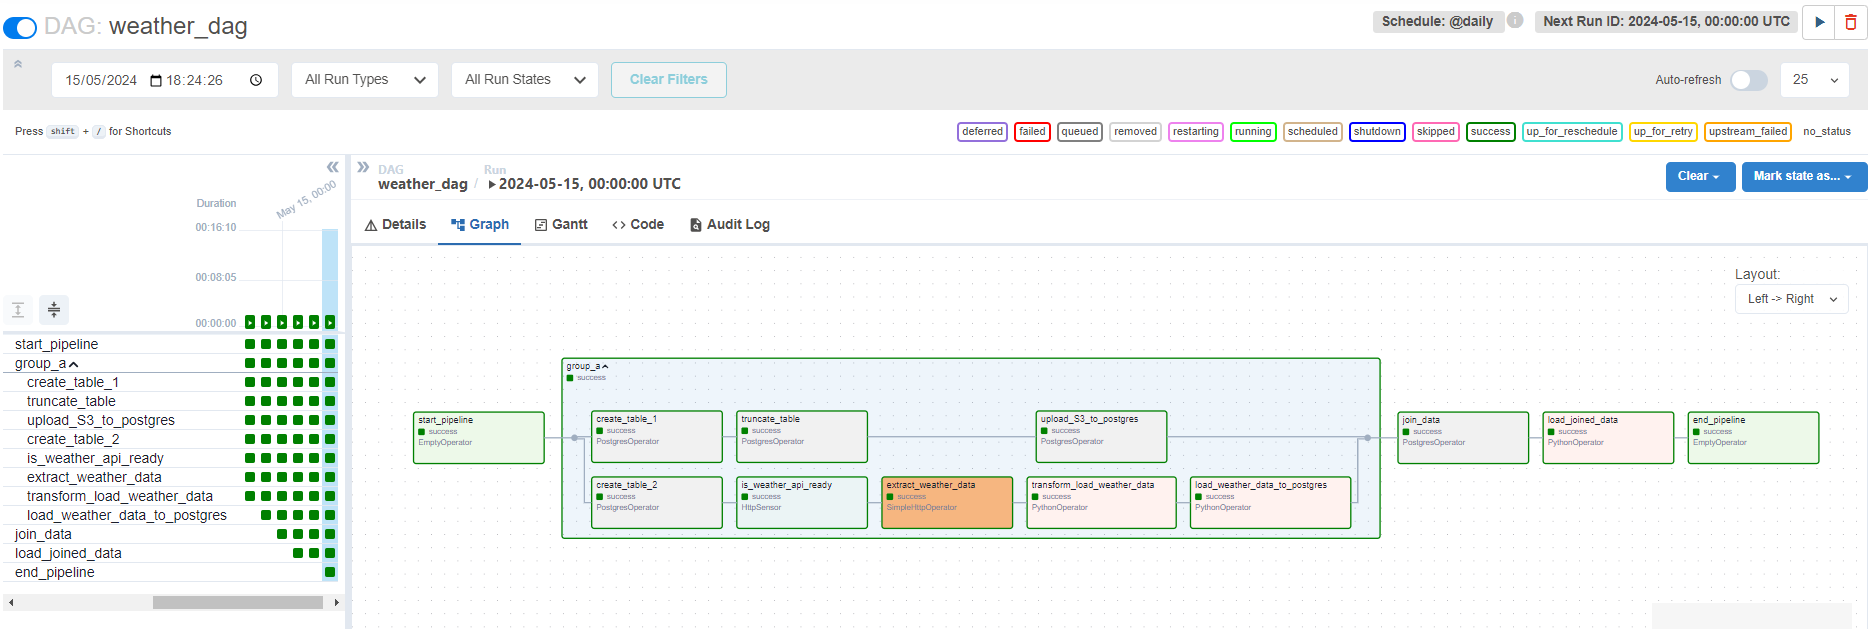 DAG: weather_dag
Schedule: @daily
Next Run ID: 2024-05-15, 00:00:00 UTC
15/05/2024 18:24:26
All Run Types
All Run States
Clear Filters
Auto-refresh
25
Press shift + / for Shortcuts
deferred
failed
queued
removed
restarting
running
scheduled
shutdown
skipped
success
up_for_reschedule
up_for_retry
upstream_failed
no_status
Duration
May 15, 00:00
00:16:10
00:08:05
00:00:00
start_pipeline
group_a
create_table_1
truncate_table
upload_S3_to_postgres
create_table_2
is_weather_api_ready
extract_weather_data
transform_load_weather_data
load_weather_data_to_postgres
join_data
load_joined_data
end_pipeline
DAG
weather_dag
/
Run
2024-05-15, 00:00:00 UTC
Clear
Mark state as...
Details
Graph
Gantt
Code
Audit Log
Layout:
Left -> Right
start_pipeline
success
EmptyOperator
group_a
success
create_table_1
success
PostgresOperator
truncate_table
success
PostgresOperator
upload_S3_to_postgres
success
PostgresOperator
create_table_2
success
PostgresOperator
is_weather_api_ready
success
HttpSensor
extract_weather_data
success
SimpleHttpOperator
transform_load_weather_data
success
PythonOperator
load_weather_data_to_postgres
success
PythonOperator
join_data
success
PostgresOperator
load_joined_data
success
PythonOperator
end_pipeline
success
EmptyOperator